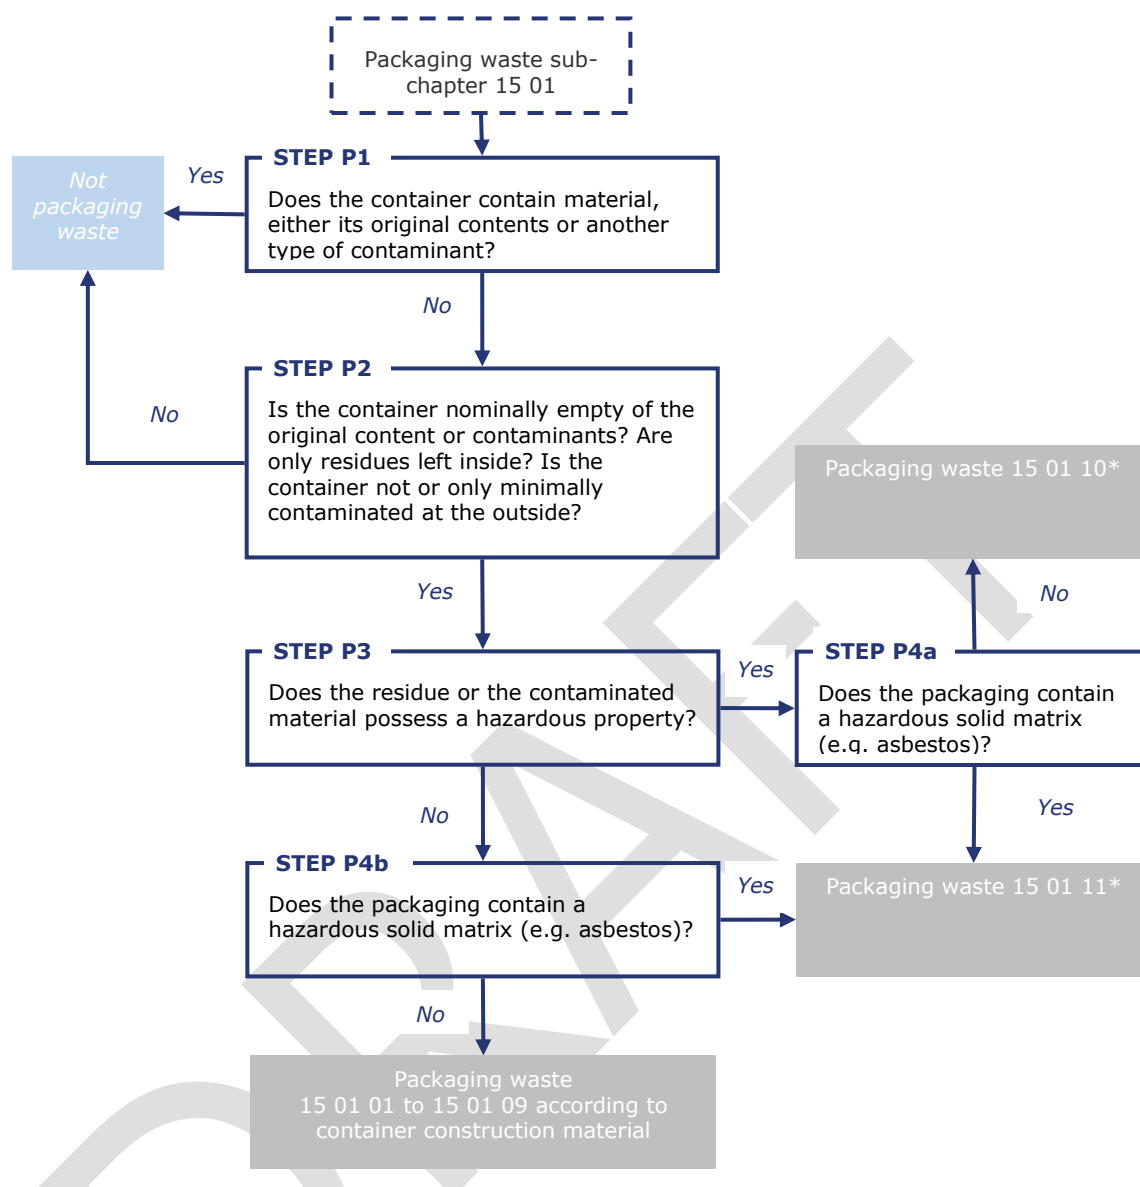 Packaging waste sub-
chapter 15 01
STEP P1
Does the container contain material,
either its original contents or another
type of contaminant?
Yes
Not
packaging
waste
No
STEP P2
Is the container nominally empty of the
original content or contaminants? Are
only residues left inside? Is the
container not or only minimally
contaminated at the outside?
No
Yes
STEP P3
Does the residue or the contaminated
material possess a hazardous property?
Yes
STEP P4a
Does the packaging contain
a hazardous solid matrix
(e.g. asbestos)?
No
Packaging waste 15 01 10*
Yes
Packaging waste 15 01 11*
No
STEP P4b
Does the packaging contain a
hazardous solid matrix (e.g. asbestos)?
Yes
No
Packaging waste
15 01 01 to 15 01 09 according to
container construction material
DRAFT